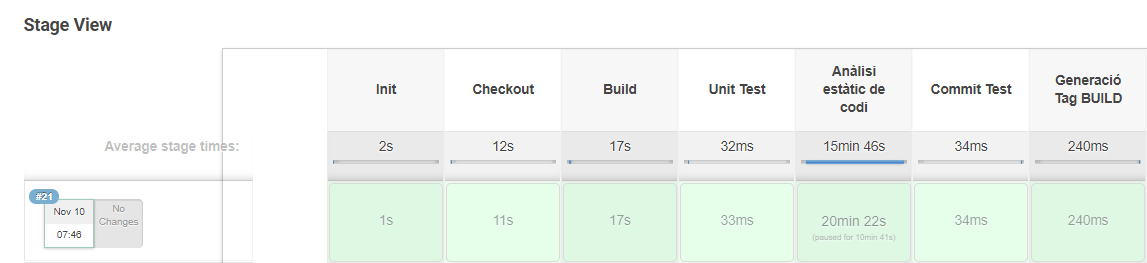 Stage View
Init
Checkout
Build
Unit Test
Anàlisi
estàtic de
codi
Commit Test
Generació
Tag BUILD
Average stage times:
2s
12s
17s
32ms
15min 46s
34ms
240ms
#21
Nov 10
07:46
No
Changes
1s
11s
17s
33ms
20min 22s
(paused for 10min 41s)
34ms
240ms